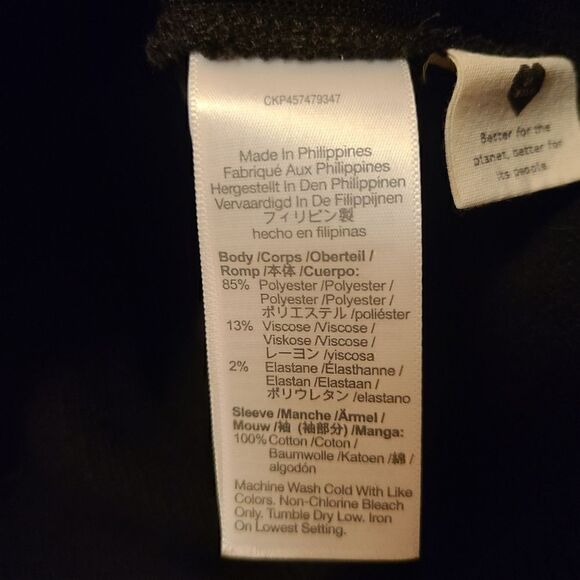 CKP457479347
Made In Philippines
Fabriqué Aux Philippines
Hergestellt In Den Philippinen
Vervaardigd In De Filippijnen
フィリピン製
hecho en filipinas
Body /Corps /Oberteil /
Romp /本体 /Cuerpo:
85% Polyester /Polyester /
Polyester /Polyester /
ポリエステル /poliéster
13% Viscose /Viscose /
Viskose /Viscose /
レーヨン /viscosa
2% Elastane /Élasthanne /
Elastan /Elastaan /
ポリウレタン /elastano
Sleeve /Manche /Ärmel /
Mouw /袖 (袖部分) /Manga:
100% Cotton /Coton /
Baumwolle /Katoen /綿 /
algodón
Machine Wash Cold With Like
Colors. Non-Chlorine Bleach
Only. Tumble Dry Low. Iron
On Lowest Setting.
Better for the
planet, better for
its people